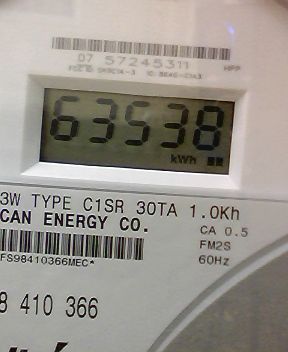 07 57245311
HPP
63538
kWh
3W TYPE C1SR 30TA 1.0Kh
CAN ENERGY CO.
CA 0.5
FM2S
60Hz
FS98410366MEC*
8 410 366